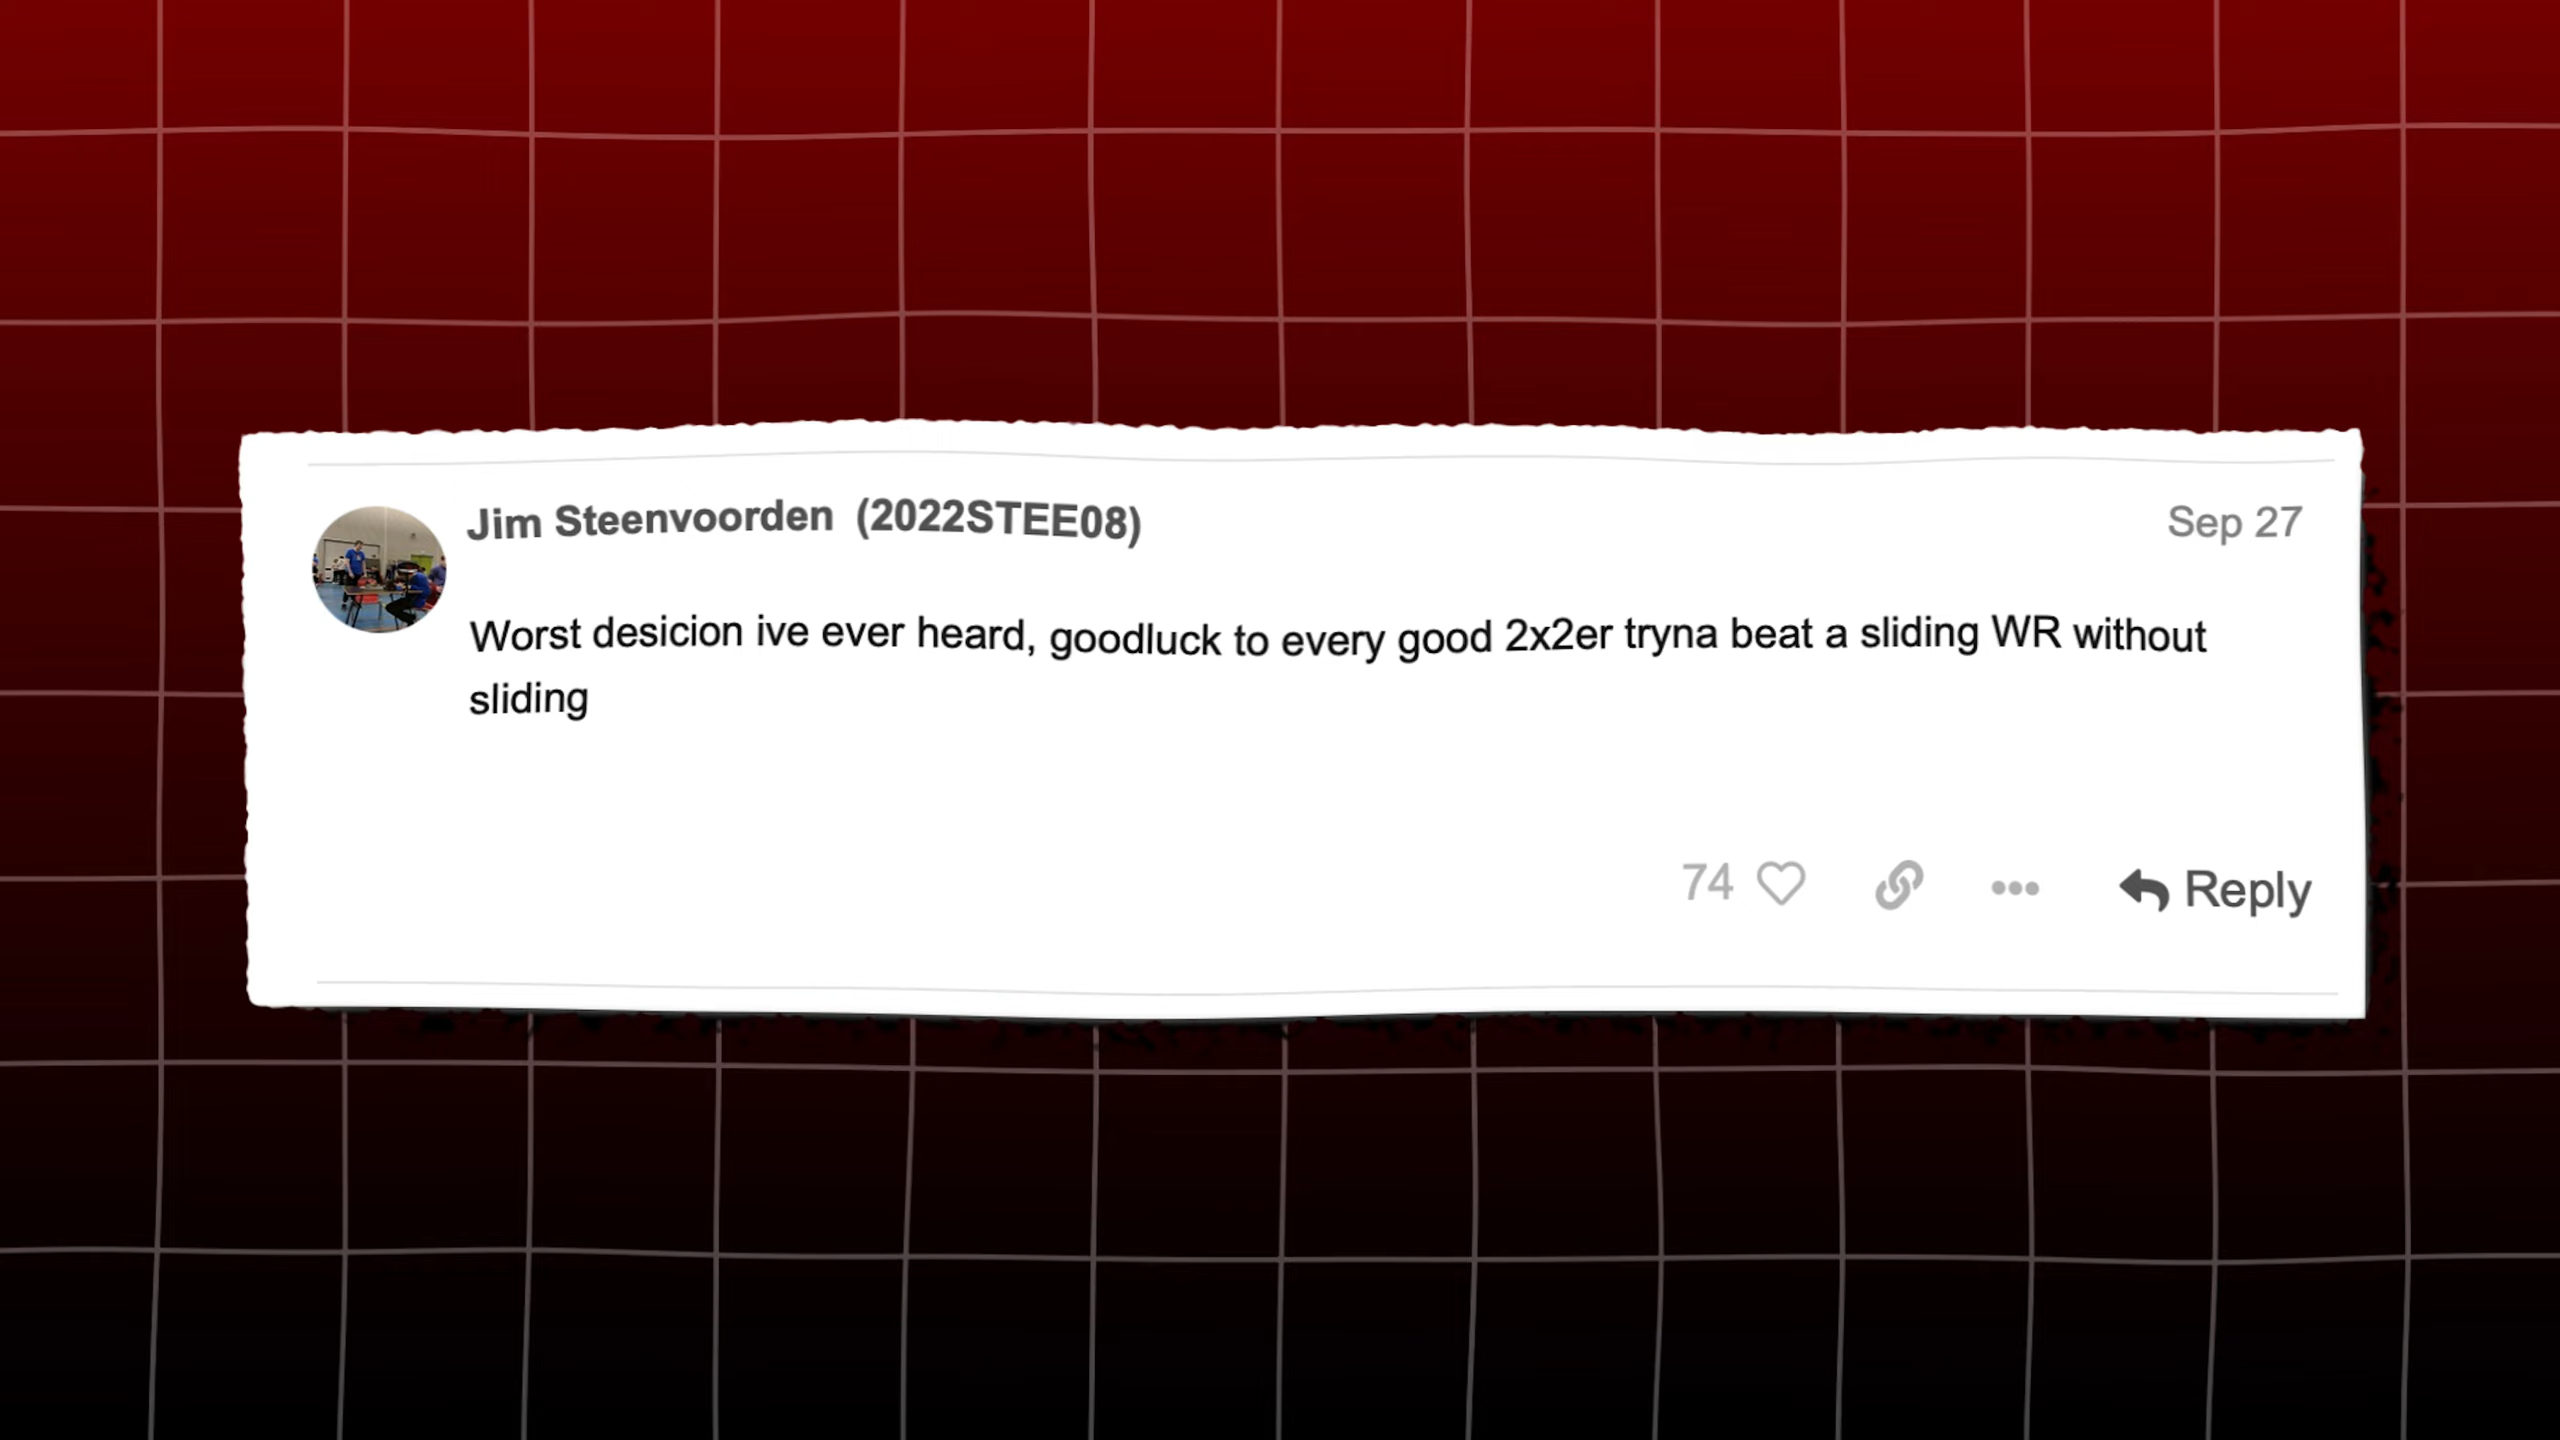 Jim Steenvoorden (2022STEE08)
Sep 27
Worst desicion ive ever heard, goodluck to every good 2x2er tryna beat a sliding WR without
sliding
74
Reply